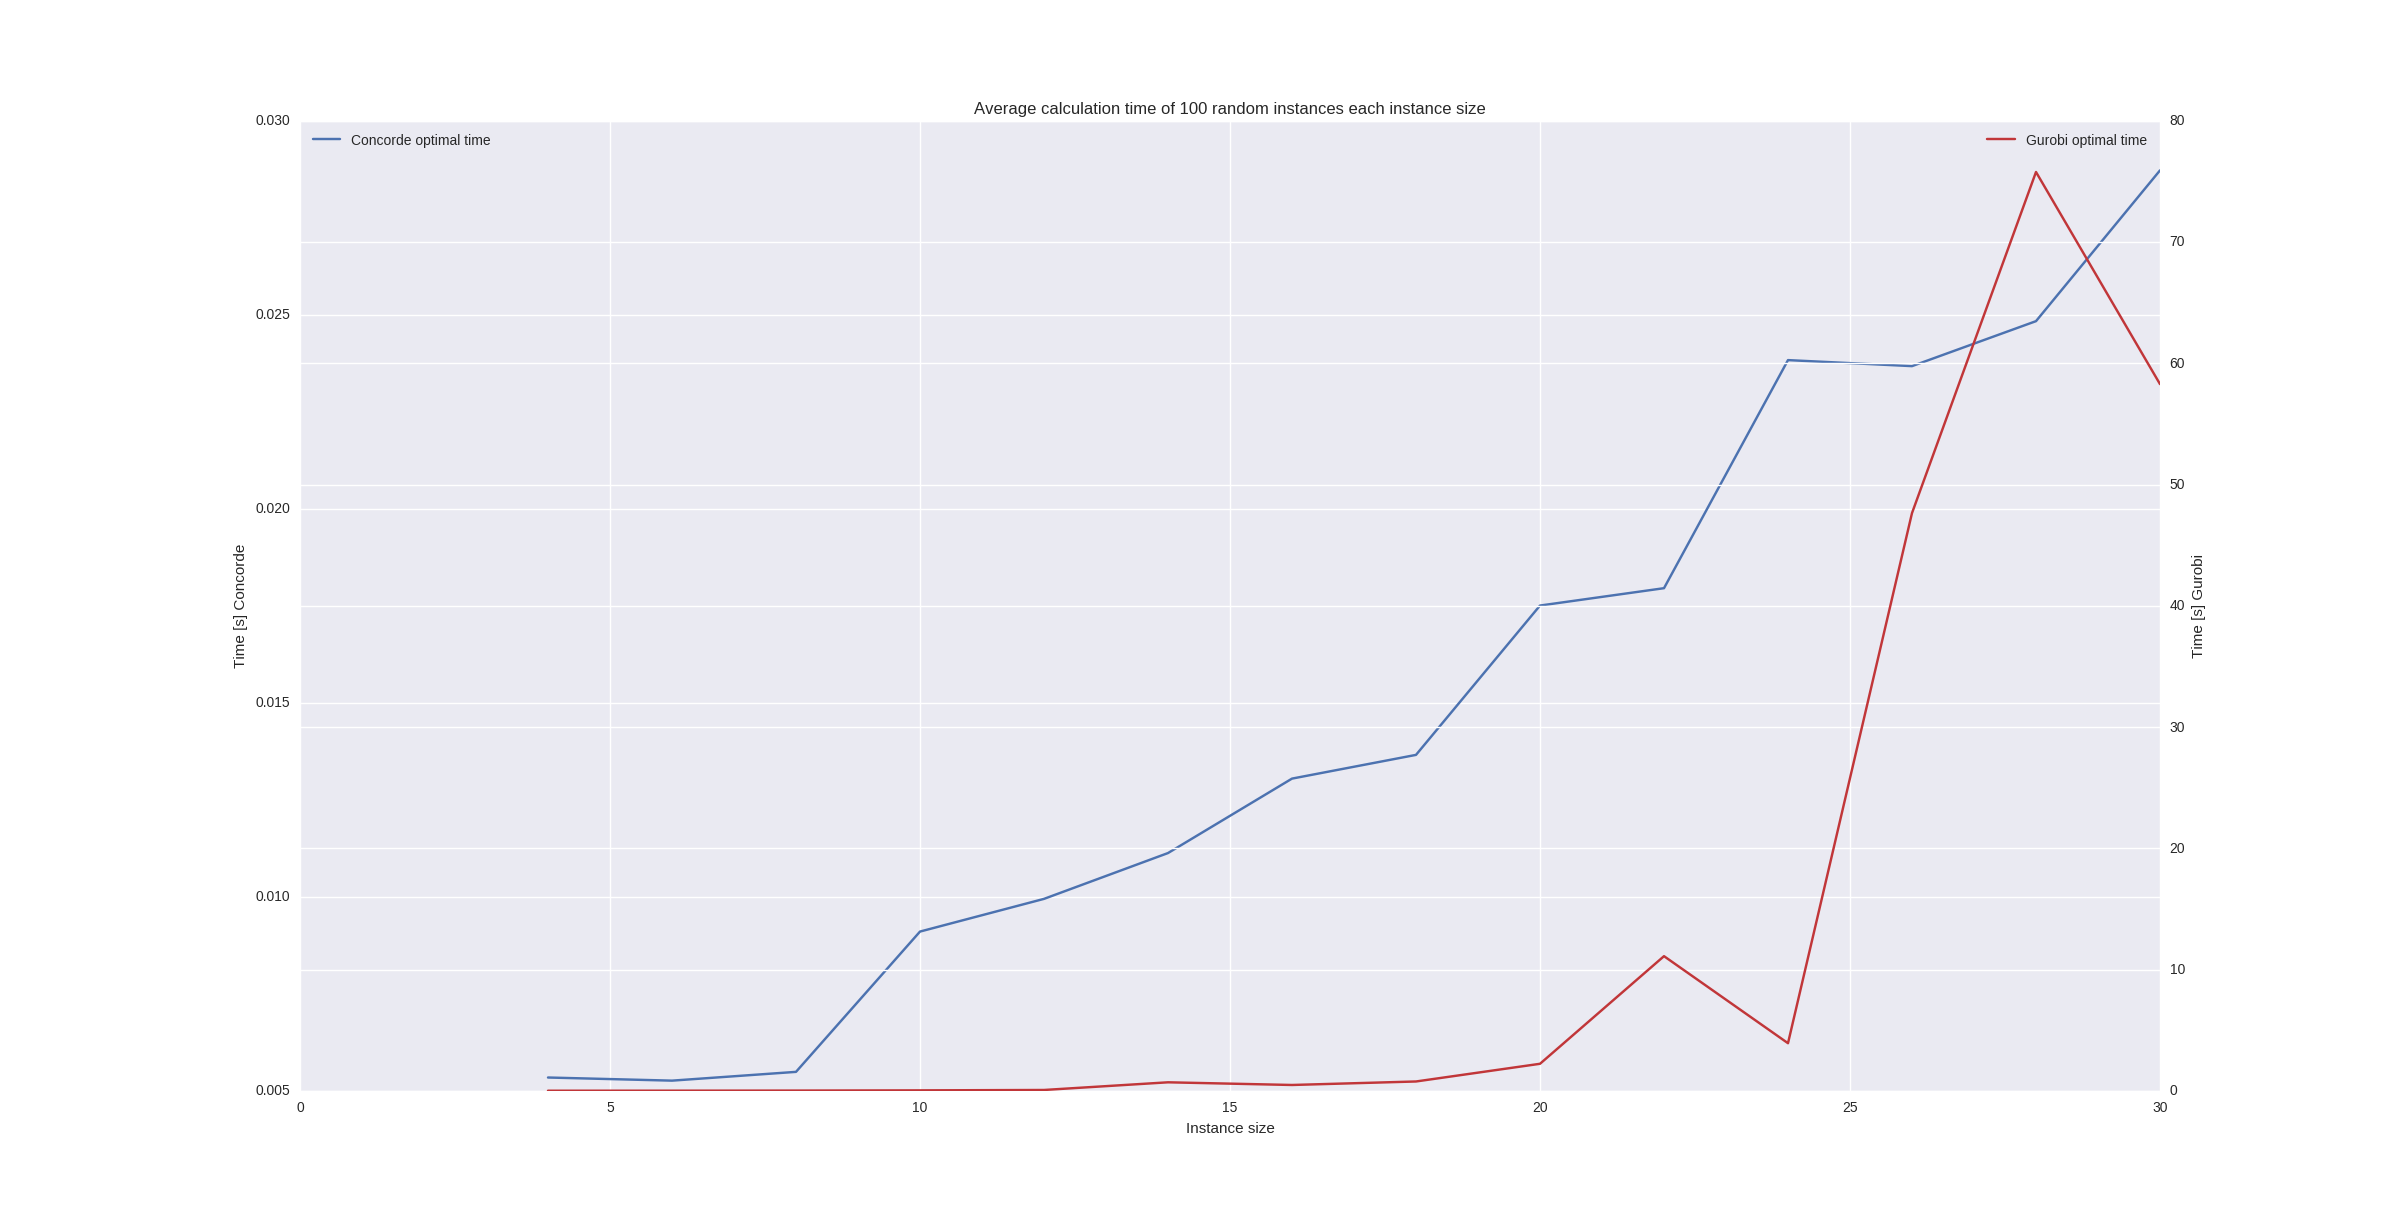 Average calculation time of 100 random instances each instance size
Concorde optimal time
Gurobi optimal time
Time [s] Concorde
0.030
0.025
0.020
0.015
0.010
0.005
80
70
60
50
40
30
20
10
0
Time [s] Gurobi
0 5 10 15 20 25 30
Instance size